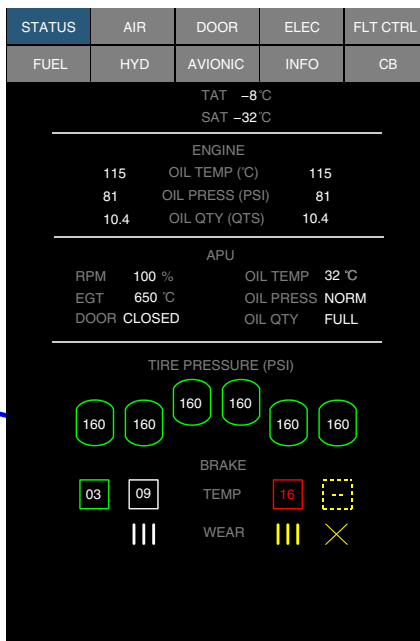 STATUS AIR DOOR ELEC FLT CTRL
FUEL HYD AVIONIC INFO CB
TAT −8℃
SAT −32℃
ENGINE
115 OIL TEMP (℃) 115
81 OIL PRESS (PSI) 81
10.4 OIL QTY (QTS) 10.4
APU
RPM 100 % OIL TEMP 32 ℃
EGT 650 ℃ OIL PRESS NORM
DOOR CLOSED OIL QTY FULL
TIRE PRESSURE (PSI)
160 160 160 160 160 160
BRAKE
03 09 TEMP 16 --
WEAR